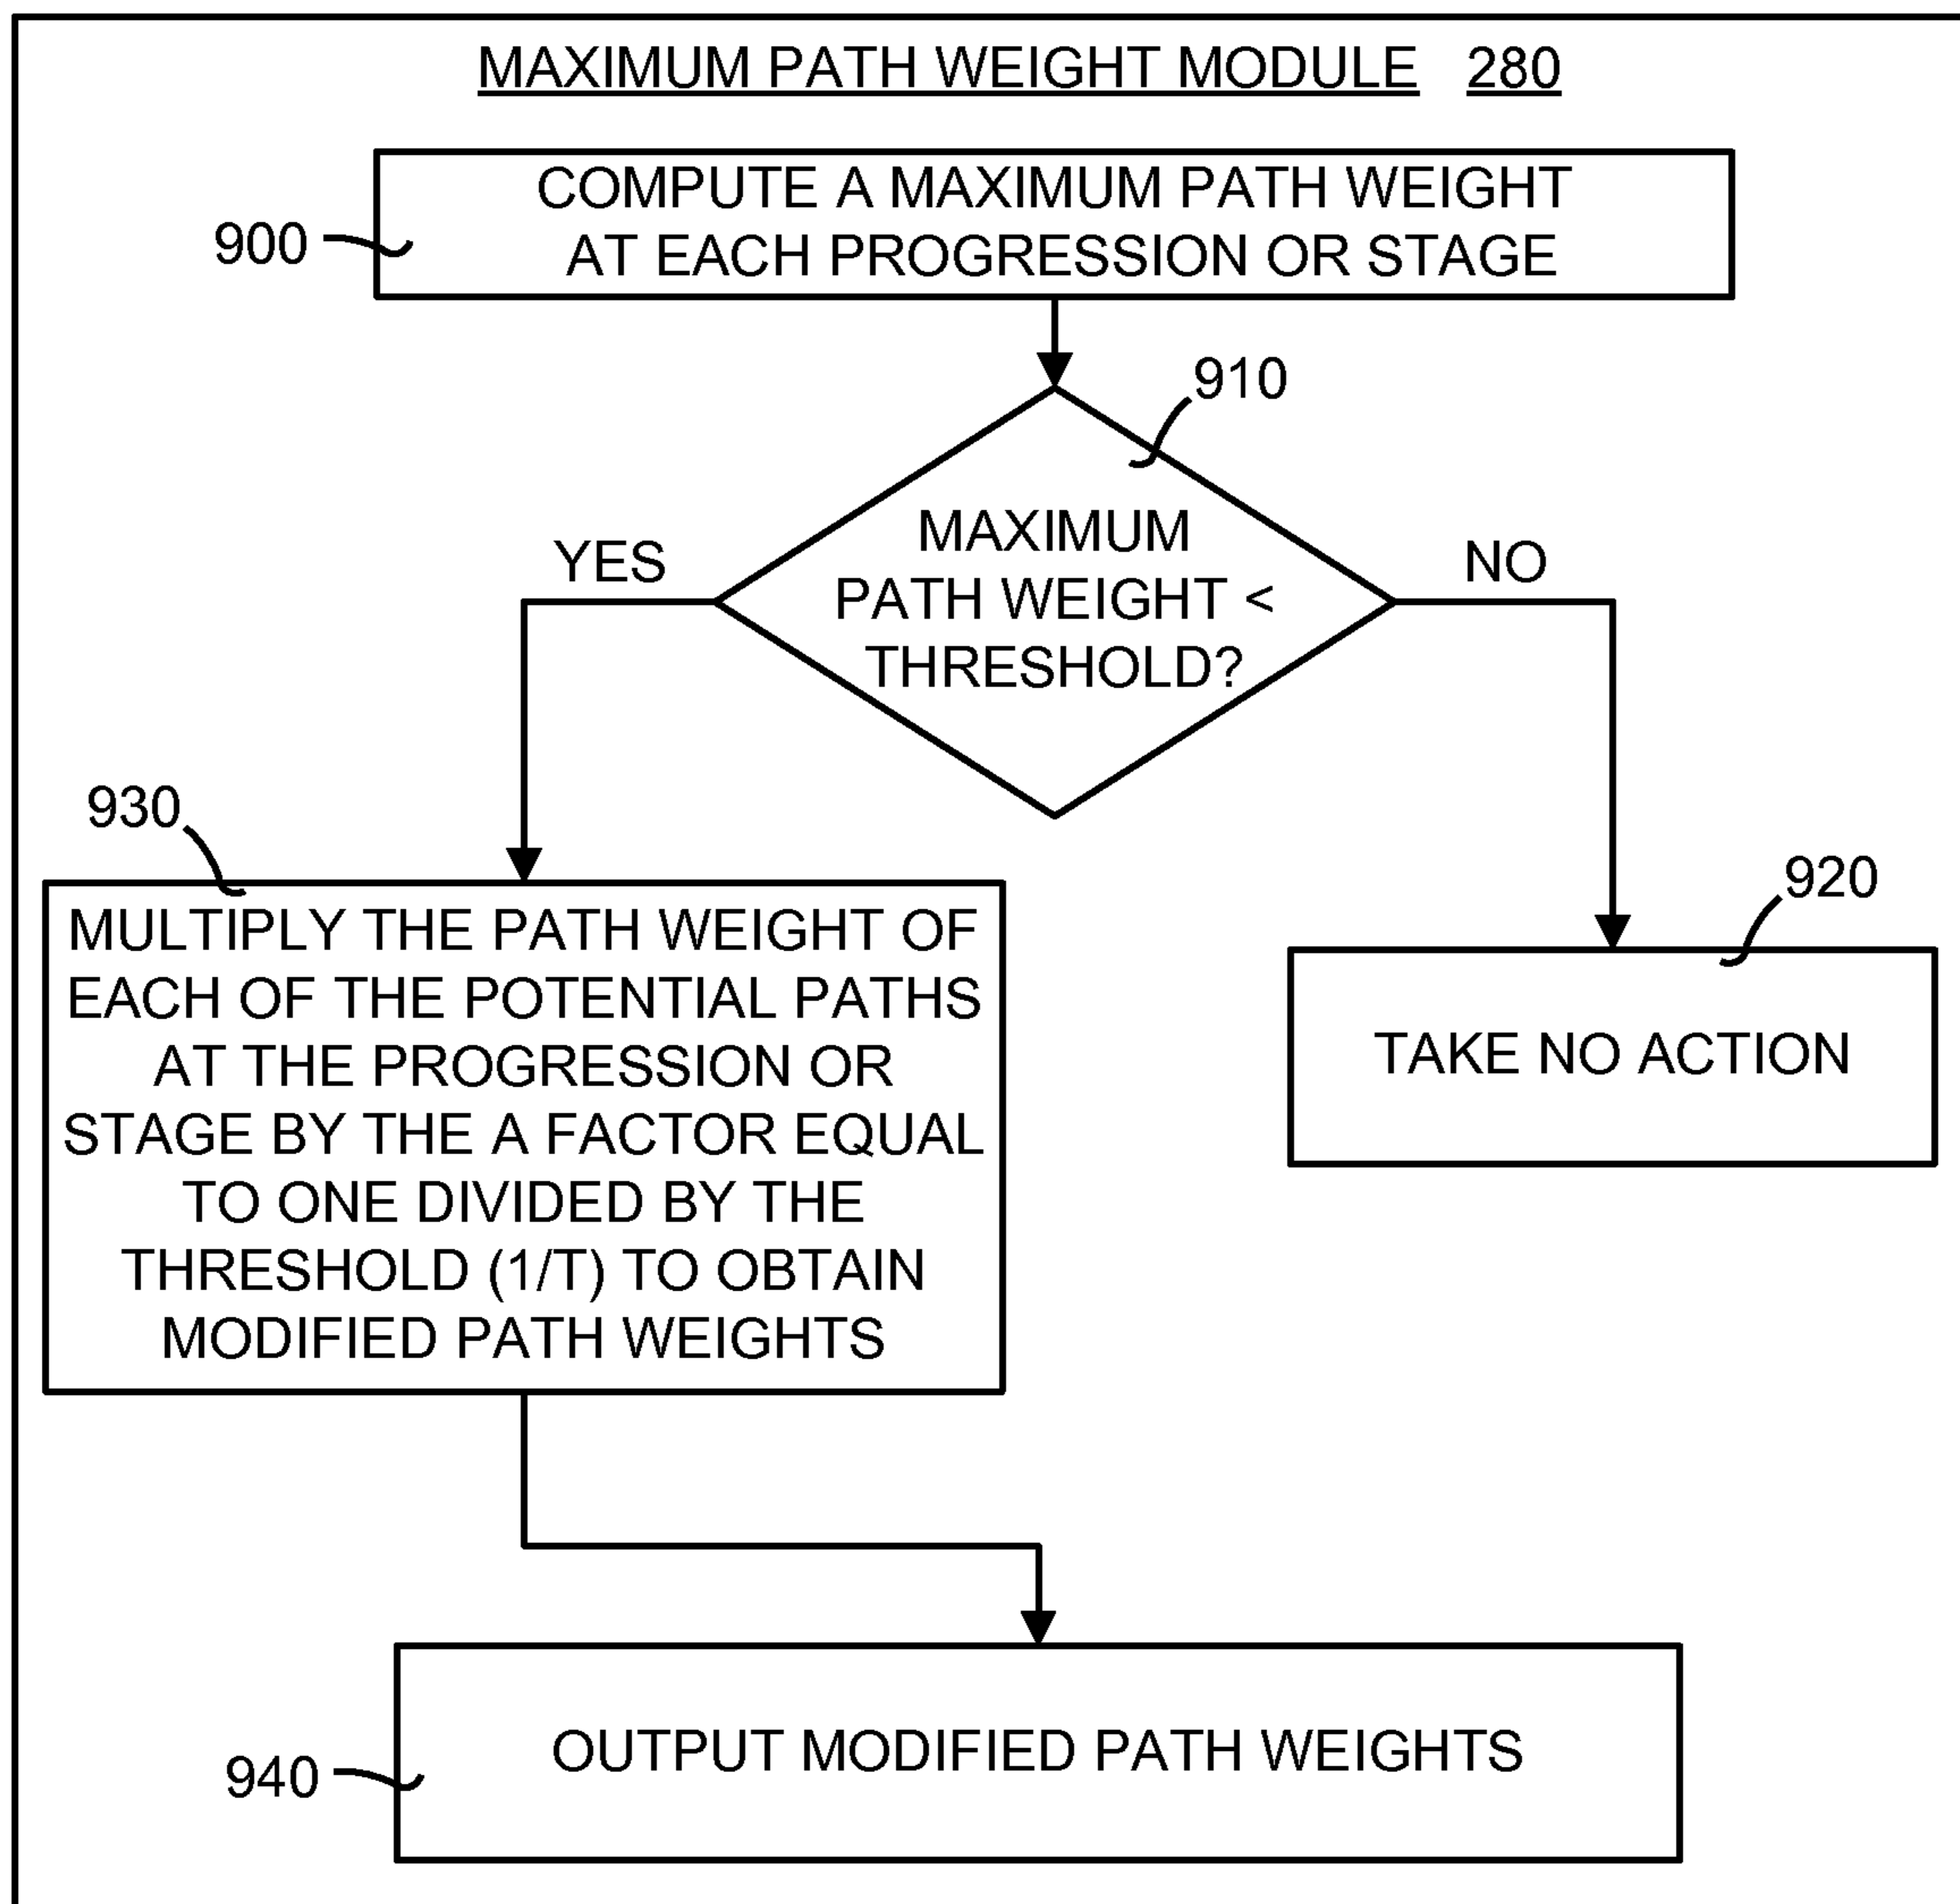 MAXIMUM PATH WEIGHT MODULE 280
COMPUTE A MAXIMUM PATH WEIGHT
AT EACH PROGRESSION OR STAGE
900
910
MAXIMUM
PATH WEIGHT <
THRESHOLD?
YES
NO
930
MULTIPLY THE PATH WEIGHT OF
EACH OF THE POTENTIAL PATHS
AT THE PROGRESSION OR
STAGE BY THE A FACTOR EQUAL
TO ONE DIVIDED BY THE
THRESHOLD (1/T) TO OBTAIN
MODIFIED PATH WEIGHTS
920
TAKE NO ACTION
OUTPUT MODIFIED PATH WEIGHTS
940